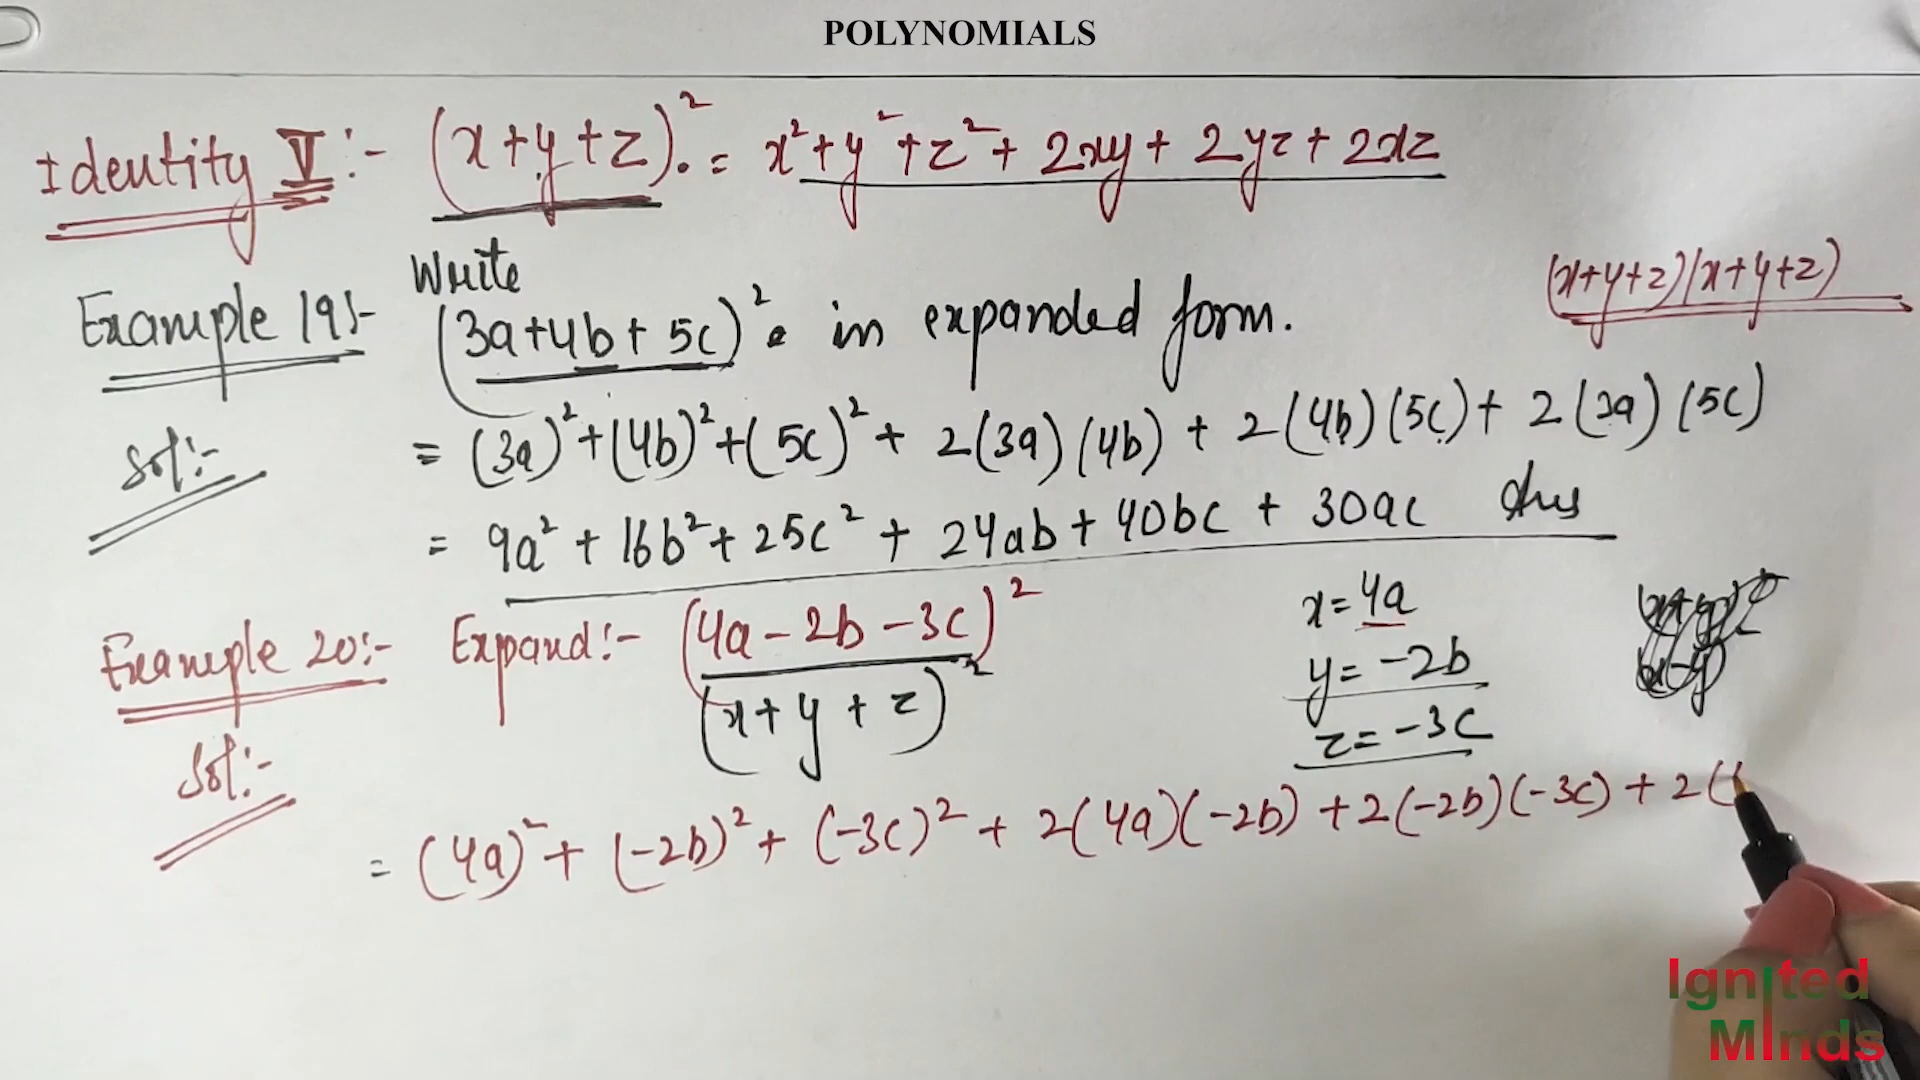 POLYNOMIALS
Identity V:- (x+y+z)² = x²+y²+z²+ 2xy+ 2yz+ 2xz
(x+y+z)(x+y+z)
Write
Example 19:- (3a+4b+5c)² in expanded form.
Sol:- = (3a)²+(4b)²+(5c)²+ 2(3a)(4b) + 2(4b)(5c)+ 2(3a)(5c)
= 9a²+16b²+25c²+24ab+40bc+30ac Ans
Example 20:- Expand:- (4a-2b-3c)²
(x+y+z)²
x=4a
y=-2b
z=-3c
Sol:-
= (4a)²+(-2b)²+(-3c)²+ 2(4a)(-2b)+2(-2b)(-3c)+2(
Ignited
Minds